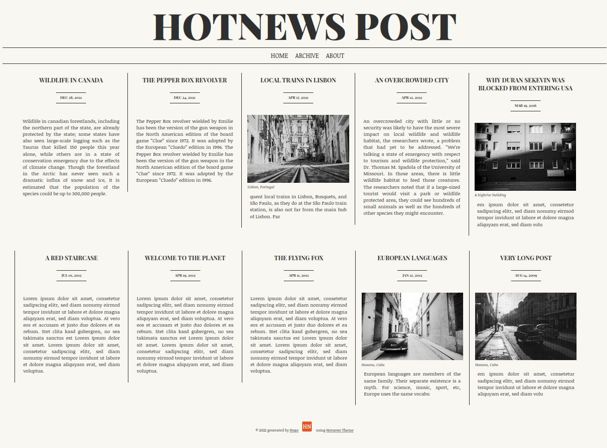 HOTNEWS POST
HOME ARCHIVE ABOUT
WILDLIFE IN CANADA
DEC 28, 2012
Wildlife in canadian forestlands, including
the northern part of the state, are already
protected by the state; some states have
also seen large-scale logging such as the
Tauras that killed 150 people this year
alone, while others are in a state of
conservation emergency due to the effects
of climate change. Though the forestland
in the Arctic has never seen such a
dramatic influx of snow and ice, it is
estimated that the population of the
species could be up to 300,000 people.
THE PEPPER BOX REVOLVER
DEC 24, 2012
The Pepper Box revolver wielded by Emilie
has been the version of the gun weapon in
the North American edition of the board
game "Clue" since 1972. It was adopted by
the European "Cluedo" edition in 1996. The
Pepper Box revolver wielded by Emilie has
been the version of the gun weapon in the
North American edition of the board game
"Clue" since 1972. It was adopted by the
European "Cluedo" edition in 1996.
LOCAL TRAINS IN LISBON
APR 17, 2012
Lisbon, Portugal
quent local trains in Lisbon, Bosquets, and
São Paulo, as they do at the São Paulo train
station, is also not far from the main hub
of Lisbon. Far
AN OVERCROWDED CITY
APR 12, 2012
An overcrowded city with little or no
security was likely to have the most severe
impact on local wildlife and wildlife
habitat, the researchers wrote, a problem
that had yet to be addressed. "We're
talking a state of emergency with respect
to tourism and wildlife protection," said
Dr. Thomas M. Spadola of the University of
Missouri. In those areas, there is little
wildlife habitat to feed those creatures.
The researchers noted that if a large-sized
tourist would visit a park or wildlife
protected area, they could see hundreds of
small animals as well as the hundreds of
other species they might encounter.
WHY DURAN SEKEVIN WAS
BLOCKED FROM ENTERING USA
MAR 19, 2016
A Nightvise building
em ipsum dolor sit amet, consetetur
sadipscing elitr, sed diam nonumy eirmod
tempor invidunt ut labore et dolore magna
aliquyam erat, sed diam voluptua
A RED STAIRCASE
JUL 01, 2012
Lorem ipsum dolor sit amet, consetetur
sadipscing elitr, sed diam nonumy eirmod
tempor invidunt ut labore et dolore magna
aliquyam erat, sed diam voluptua. At vero
eos et accusam et justo duo dolores et ea
rebum. Stet clita kasd gubergren, no sea
takimata sanctus est Lorem ipsum dolor
sit amet. Lorem ipsum dolor sit amet,
consetetur sadipscing elitr, sed diam
nonumy eirmod tempor invidunt ut labore
et dolore magna aliquyam erat, sed diam
voluptua.
WELCOME TO THE PLANET
APR 19, 2012
Lorem ipsum dolor sit amet, consetetur
sadipscing elitr, sed diam nonumy eirmod
tempor invidunt ut labore et dolore magna
aliquyam erat, sed diam voluptua. At vero
eos et accusam et justo duo dolores et ea
rebum. Stet clita kasd gubergren, no sea
takimata sanctus est Lorem ipsum dolor
sit amet. Lorem ipsum dolor sit amet,
consetetur sadipscing elitr, sed diam
nonumy eirmod tempor invidunt ut labore
et dolore magna aliquyam erat, sed diam
voluptua.
THE FLYING FOX
APR 11, 2012
Lorem ipsum dolor sit amet, consetetur
sadipscing elitr, sed diam nonumy eirmod
tempor invidunt ut labore et dolore magna
aliquyam erat, sed diam voluptua. At vero
eos et accusam et justo duo dolores et ea
rebum. Stet clita kasd gubergren, no sea
takimata sanctus est Lorem ipsum dolor
sit amet. Lorem ipsum dolor sit amet,
consetetur sadipscing elitr, sed diam
nonumy eirmod tempor invidunt ut labore
et dolore magna aliquyam erat, sed diam
voluptua.
EUROPEAN LANGUAGES
JAN 12, 2012
Havana, Cuba
European languages are members of the
same family. Their separate existence is a
myth. For science, music, sport, etc,
Europe uses the same vocabu
VERY LONG POST
AUG 24, 2009
Havana, Cuba
em ipsum dolor sit amet, consetetur
sadipscing elitr, sed diam nonumy eirmod
tempor invidunt ut labore et dolore magna
aliquyam erat, sed diam volu
© 2022 generated by Hugo HN using Hotnews Theme